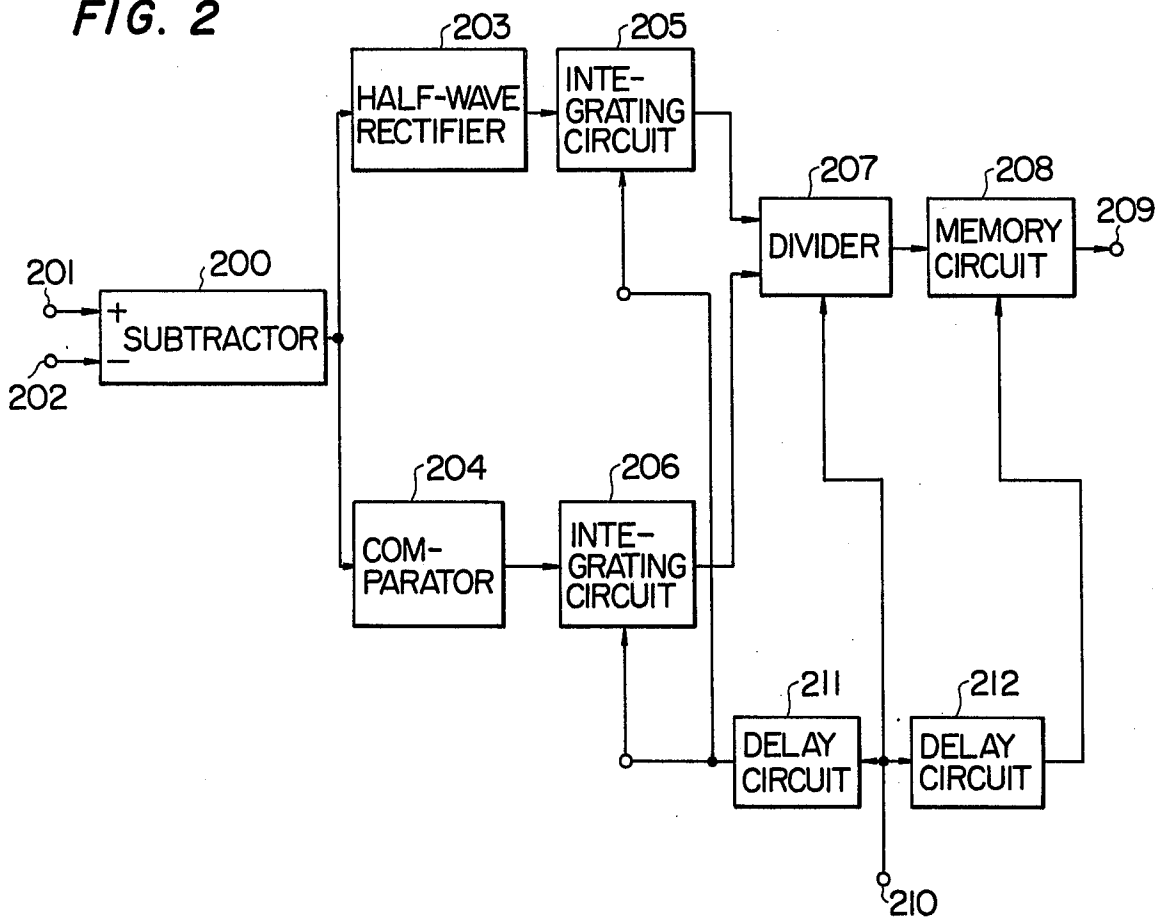 FIG. 2
203
205
HALF-WAVE
RECTIFIER
INTE-
GRATING
CIRCUIT
207
208
209
DIVIDER
MEMORY
CIRCUIT
201
200
+
SUBTRACTOR
−
202
204
206
COM-
PARATOR
INTE-
GRATING
CIRCUIT
211
212
DELAY
CIRCUIT
DELAY
CIRCUIT
210